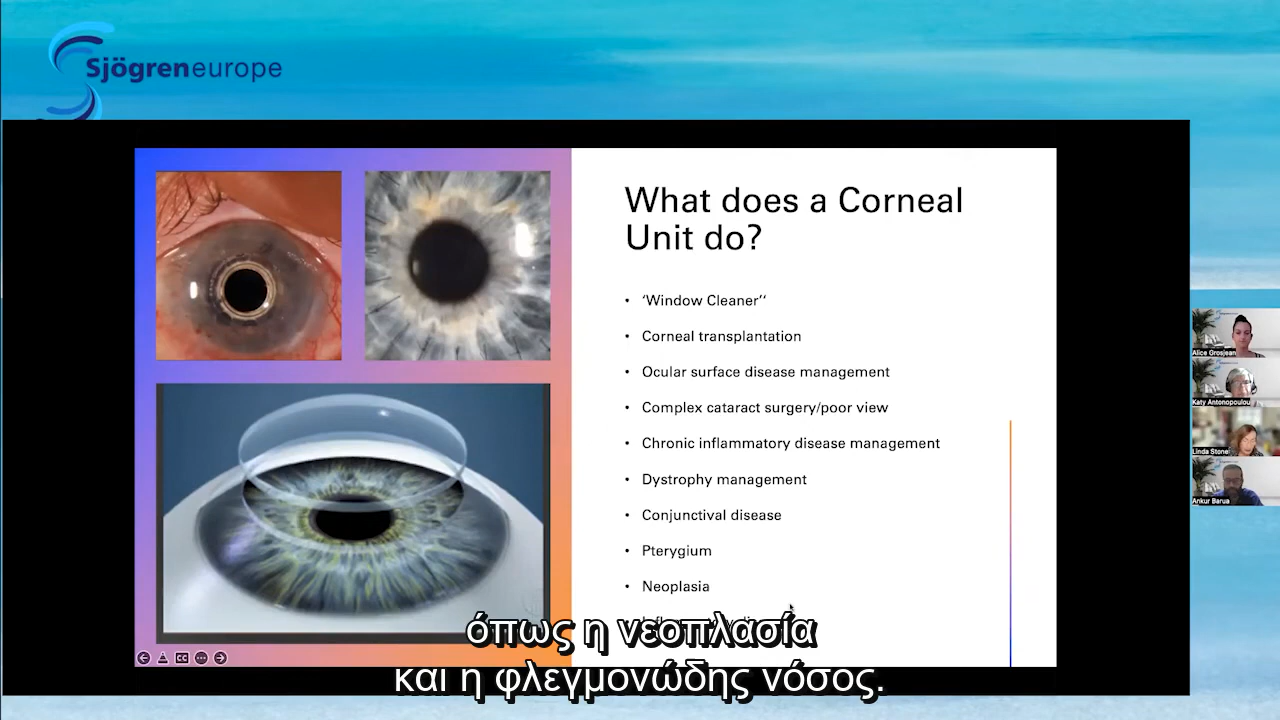 Sjögreneurope
What does a Corneal
Unit do?
• ‘Window Cleaner‘‘
• Corneal transplantation
• Ocular surface disease management
• Complex cataract surgery/poor view
• Chronic inflammatory disease management
• Dystrophy management
• Conjunctival disease
• Pterygium
• Neoplasia
όπως η νεοπλασία
και η φλεγμονώδης νόσος.
Alice Grosjean
Katy Antonopoulou
Linda Stone
Ankur Barua